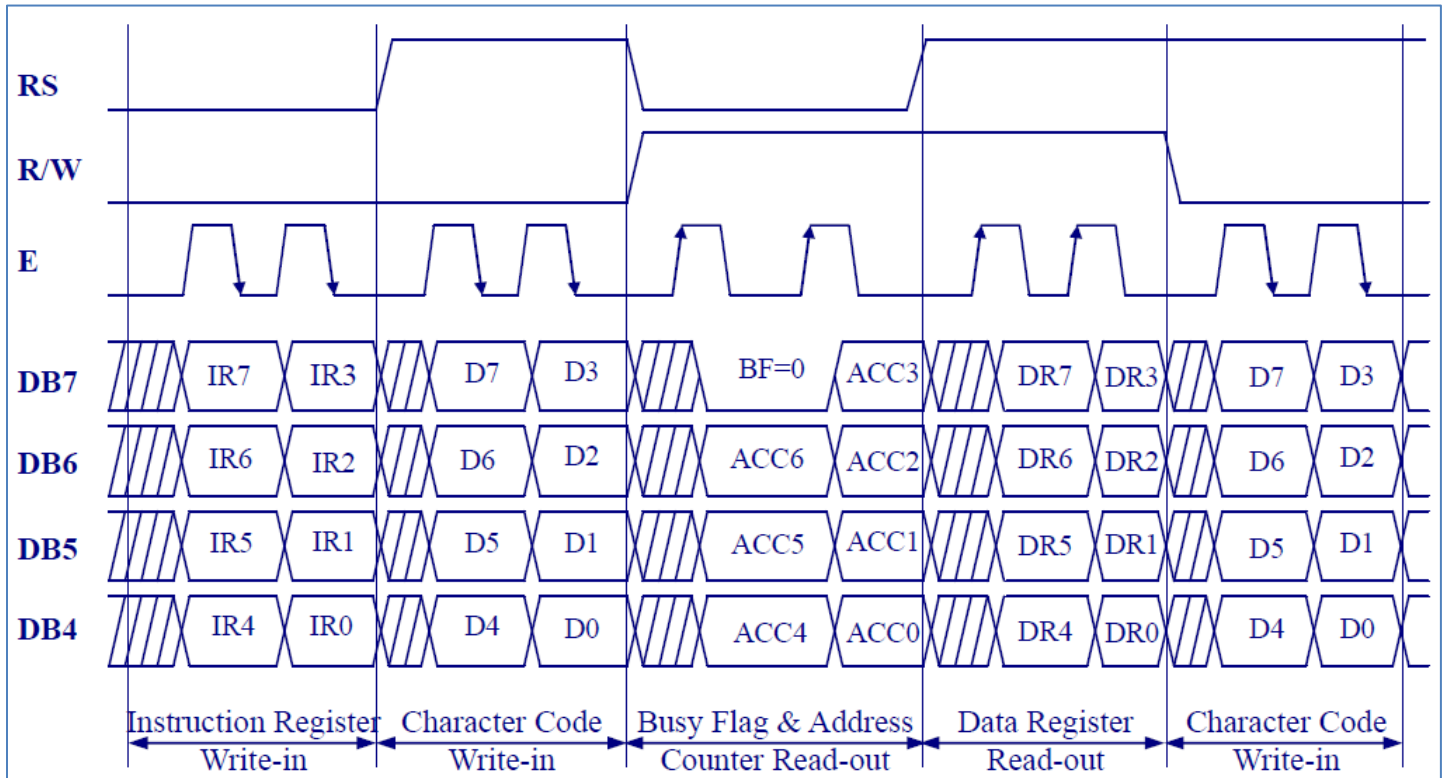 RS
R/W
E
DB7 IR7 IR3 D7 D3 BF=0 ACC3 DR7 DR3 D7 D3
DB6 IR6 IR2 D6 D2 ACC6 ACC2 DR6 DR2 D6 D2
DB5 IR5 IR1 D5 D1 ACC5 ACC1 DR5 DR1 D5 D1
DB4 IR4 IR0 D4 D0 ACC4 ACC0 DR4 DR0 D4 D0
Instruction Register Character Code Busy Flag & Address Data Register Character Code
Write-in Write-in Counter Read-out Read-out Write-in